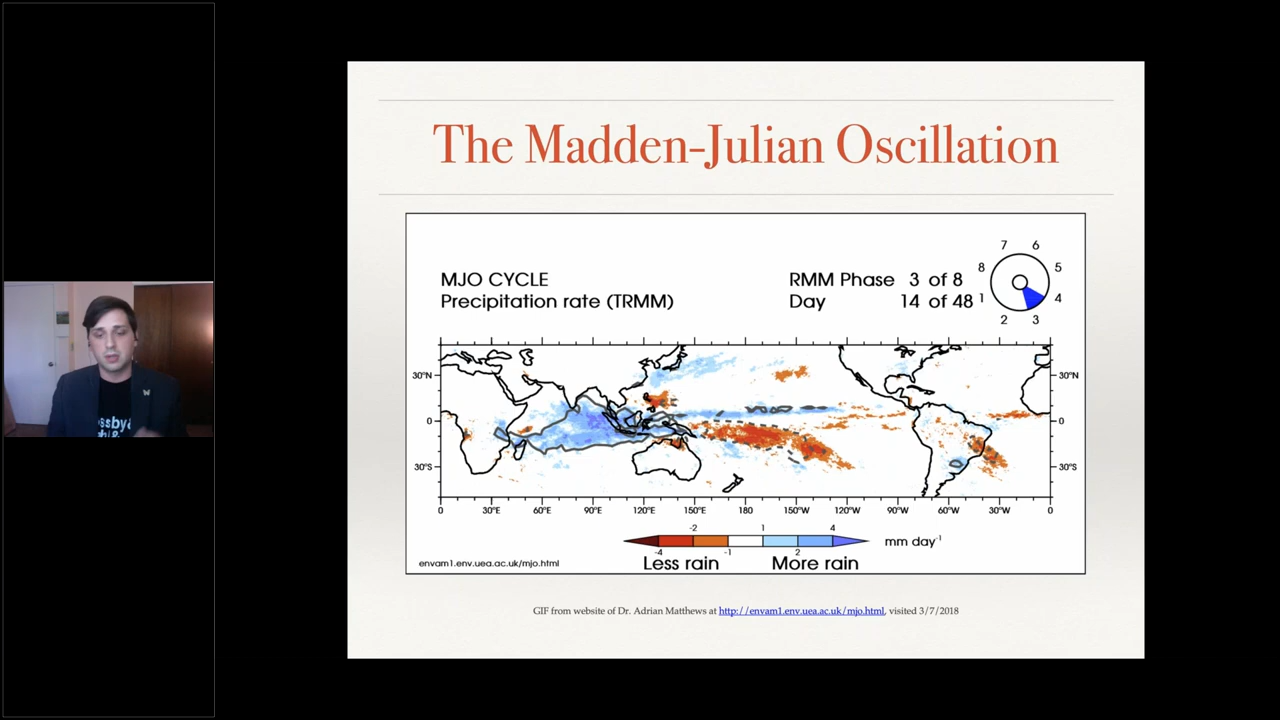 The Madden-Julian Oscillation
MJO CYCLE
Precipitation rate (TRMM)
RMM Phase 3 of 8
Day 14 of 48
7 6
8 5
1 4
2 3
30°N 30°N
0 0
30°S 30°S
0 30°E 60°E 90°E 120°E 150°E 180 150°W 120°W 90°W 60°W 30°W 0
-2 1 4
-4 -1 2
mm day-1
Less rain More rain
envam1.env.uea.ac.uk/mjo.html
GIF from website of Dr. Adrian Matthews at http://envam1.env.uea.ac.uk/mjo.html, visited 3/7/2018